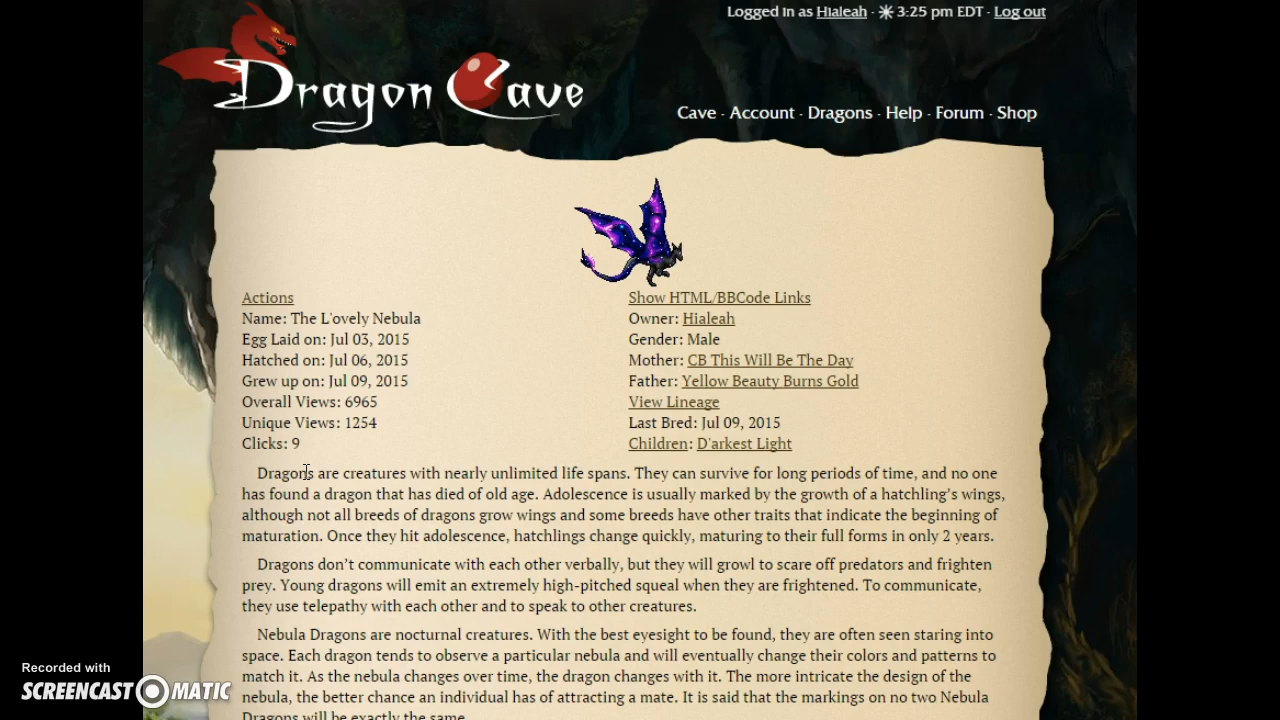 Logged in as Hialeah · ☀ 3:25 pm EDT · Log out
Dragon Cave
Cave · Account · Dragons · Help · Forum · Shop
Actions
Name: The L'ovely Nebula
Egg Laid on: Jul 03, 2015
Hatched on: Jul 06, 2015
Grew up on: Jul 09, 2015
Overall Views: 6965
Unique Views: 1254
Clicks: 9
Show HTML/BBCode Links
Owner: Hialeah
Gender: Male
Mother: CB This Will Be The Day
Father: Yellow Beauty Burns Gold
View Lineage
Last Bred: Jul 09, 2015
Children: D'arkest Light
Dragons are creatures with nearly unlimited life spans. They can survive for long periods of time, and no one
has found a dragon that has died of old age. Adolescence is usually marked by the growth of a hatchling’s wings,
although not all breeds of dragons grow wings and some breeds have other traits that indicate the beginning of
maturation. Once they hit adolescence, hatchlings change quickly, maturing to their full forms in only 2 years.
Dragons don’t communicate with each other verbally, but they will growl to scare off predators and frighten
prey. Young dragons will emit an extremely high-pitched squeal when they are frightened. To communicate,
they use telepathy with each other and to speak to other creatures.
Nebula Dragons are nocturnal creatures. With the best eyesight to be found, they are often seen staring into
space. Each dragon tends to observe a particular nebula and will eventually change their colors and patterns to
match it. As the nebula changes over time, the dragon changes with it. The more intricate the design of the
nebula, the better chance an individual has of attracting a mate. It is said that the markings on no two Nebula
Dragons will be exactly the same.
Recorded with
SCREENCAST O MATIC